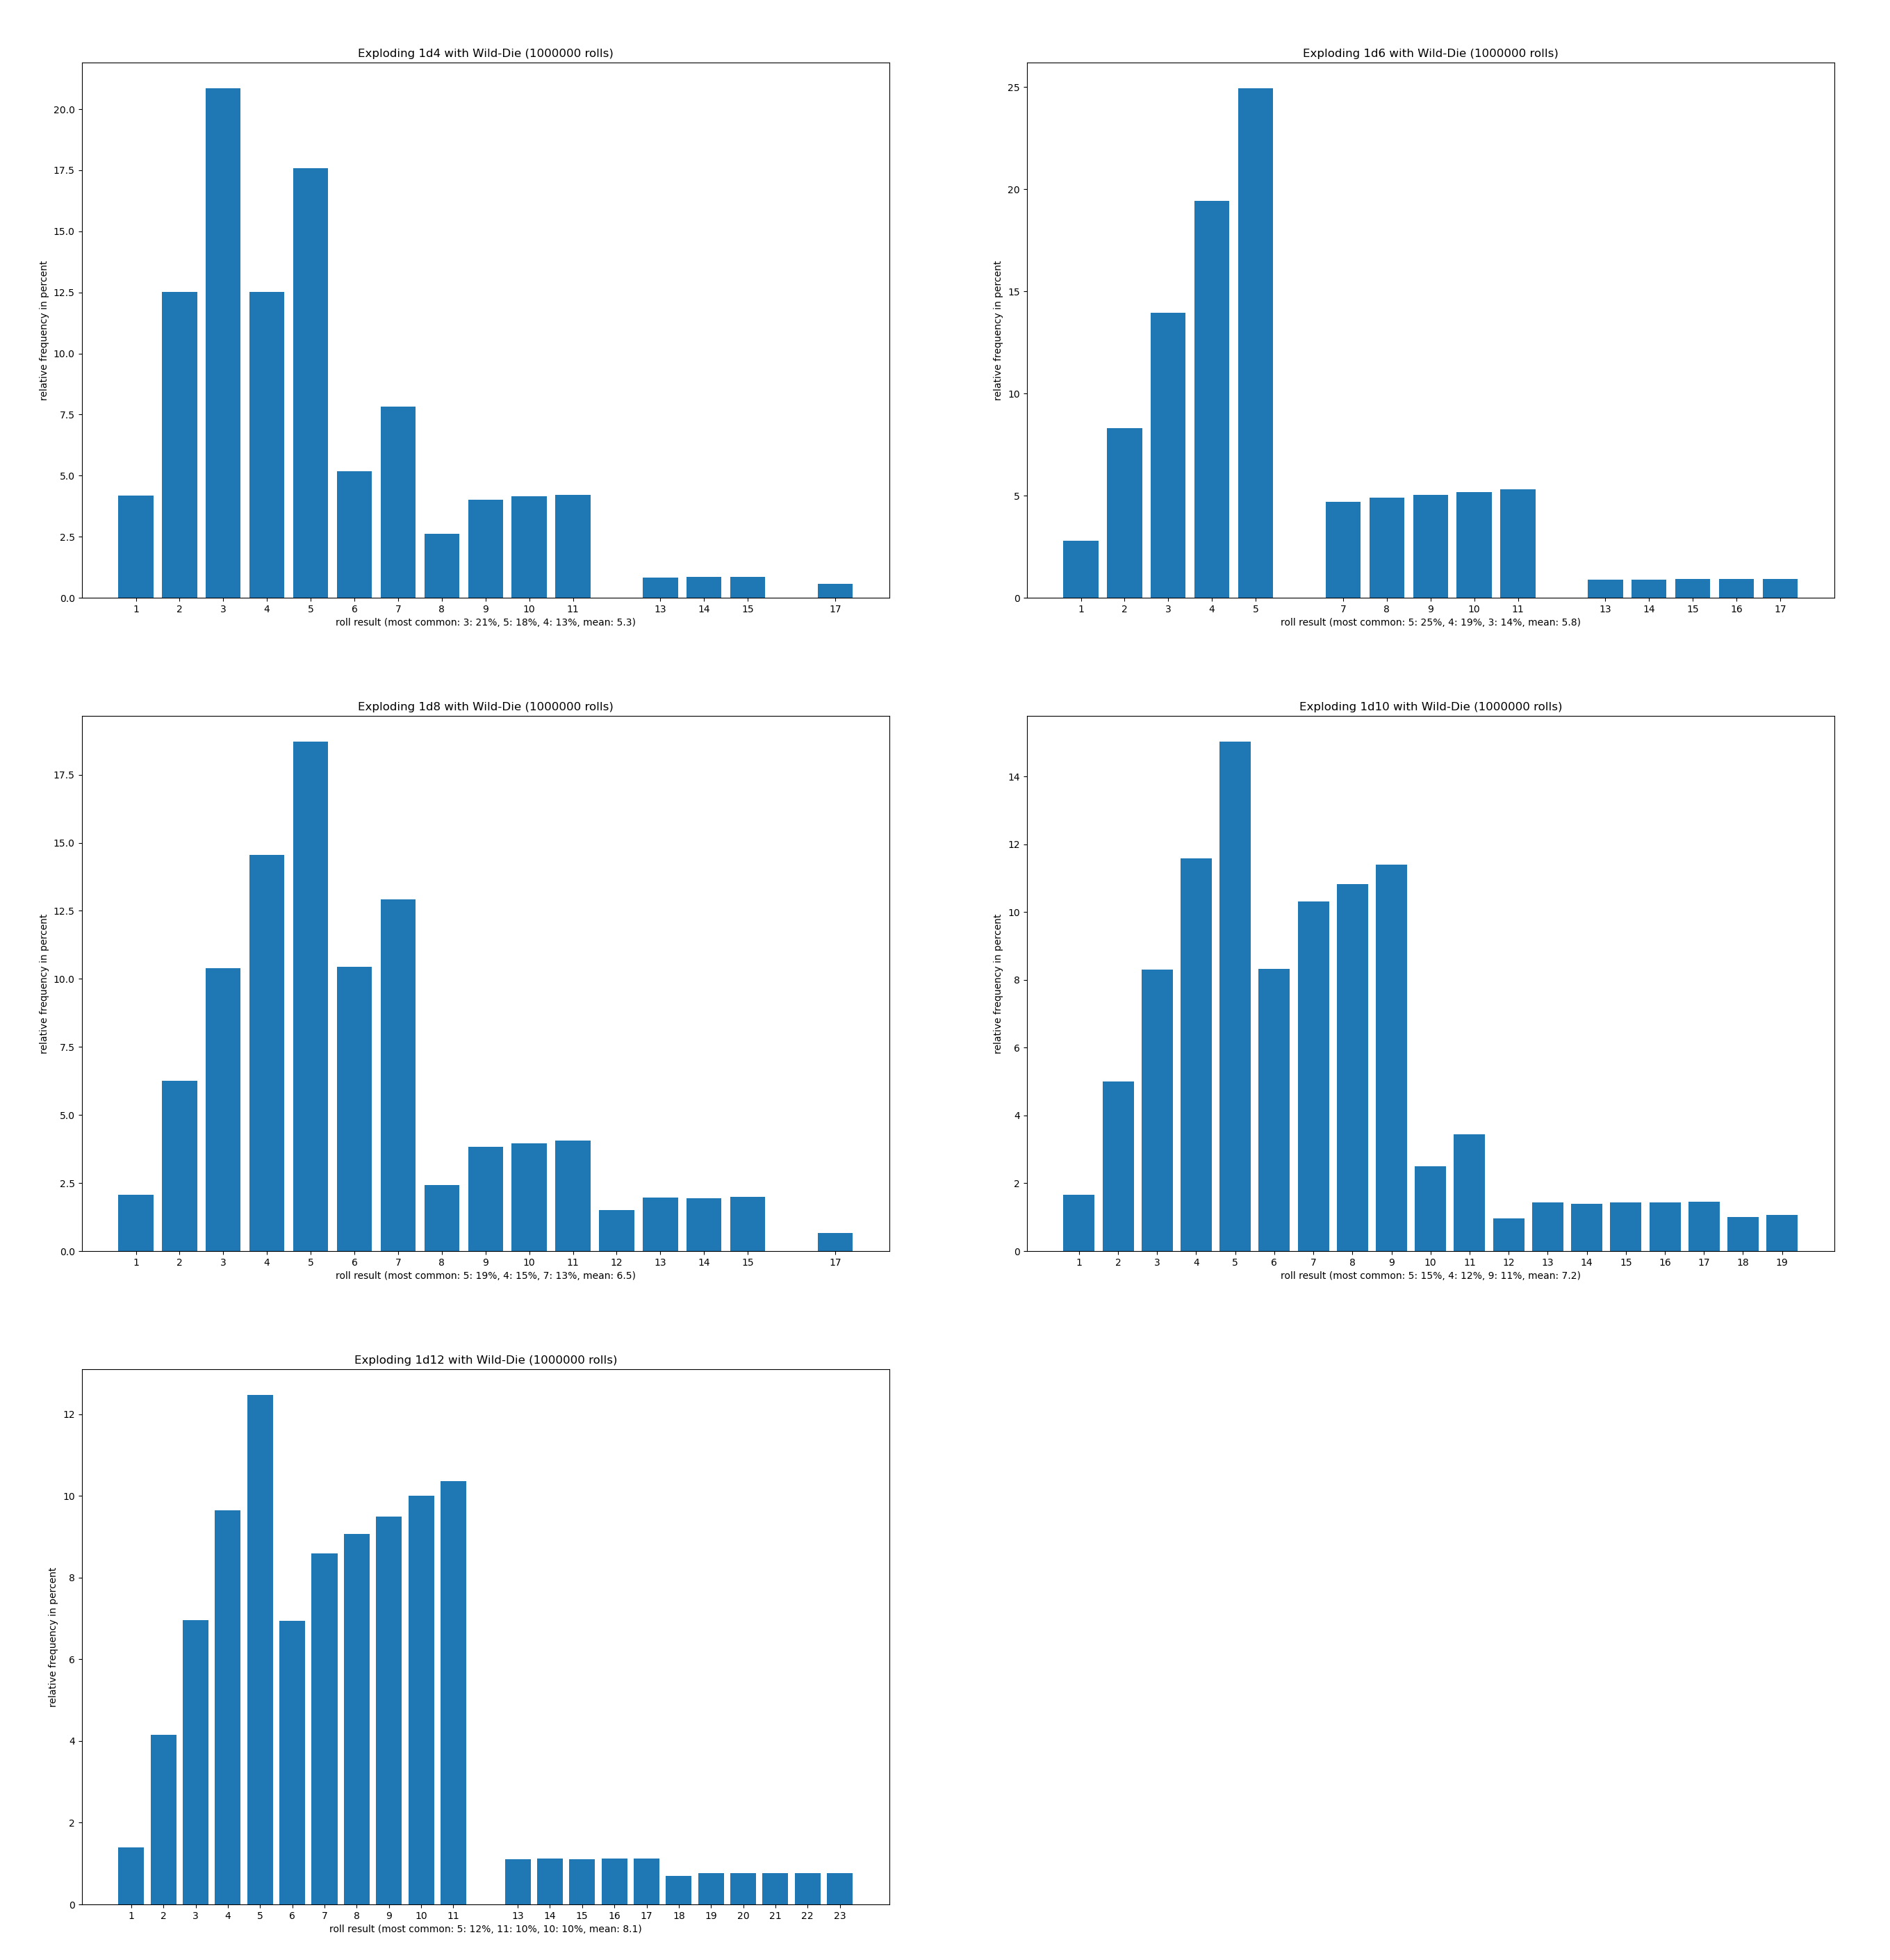 Exploding 1d4 with Wild-Die (1000000 rolls)
relative frequency in percent
20.0
17.5
15.0
12.5
10.0
7.5
5.0
2.5
0.0
1 2 3 4 5 6 7 8 9 10 11 13 14 15 17
roll result (most common: 3: 21%, 5: 18%, 4: 13%, mean: 5.3)
Exploding 1d6 with Wild-Die (1000000 rolls)
relative frequency in percent
25
20
15
10
5
0
1 2 3 4 5 7 8 9 10 11 13 14 15 16 17
roll result (most common: 5: 25%, 4: 19%, 3: 14%, mean: 5.8)
Exploding 1d8 with Wild-Die (1000000 rolls)
relative frequency in percent
17.5
15.0
12.5
10.0
7.5
5.0
2.5
0.0
1 2 3 4 5 6 7 8 9 10 11 12 13 14 15 17
roll result (most common: 5: 19%, 4: 15%, 7: 13%, mean: 6.5)
Exploding 1d10 with Wild-Die (1000000 rolls)
relative frequency in percent
14
12
10
8
6
4
2
0
1 2 3 4 5 6 7 8 9 10 11 12 13 14 15 16 17 18 19
roll result (most common: 5: 15%, 4: 12%, 9: 11%, mean: 7.2)
Exploding 1d12 with Wild-Die (1000000 rolls)
relative frequency in percent
12
10
8
6
4
2
0
1 2 3 4 5 6 7 8 9 10 11 13 14 15 16 17 18 19 20 21 22 23
roll result (most common: 5: 12%, 11: 10%, 10: 10%, mean: 8.1)